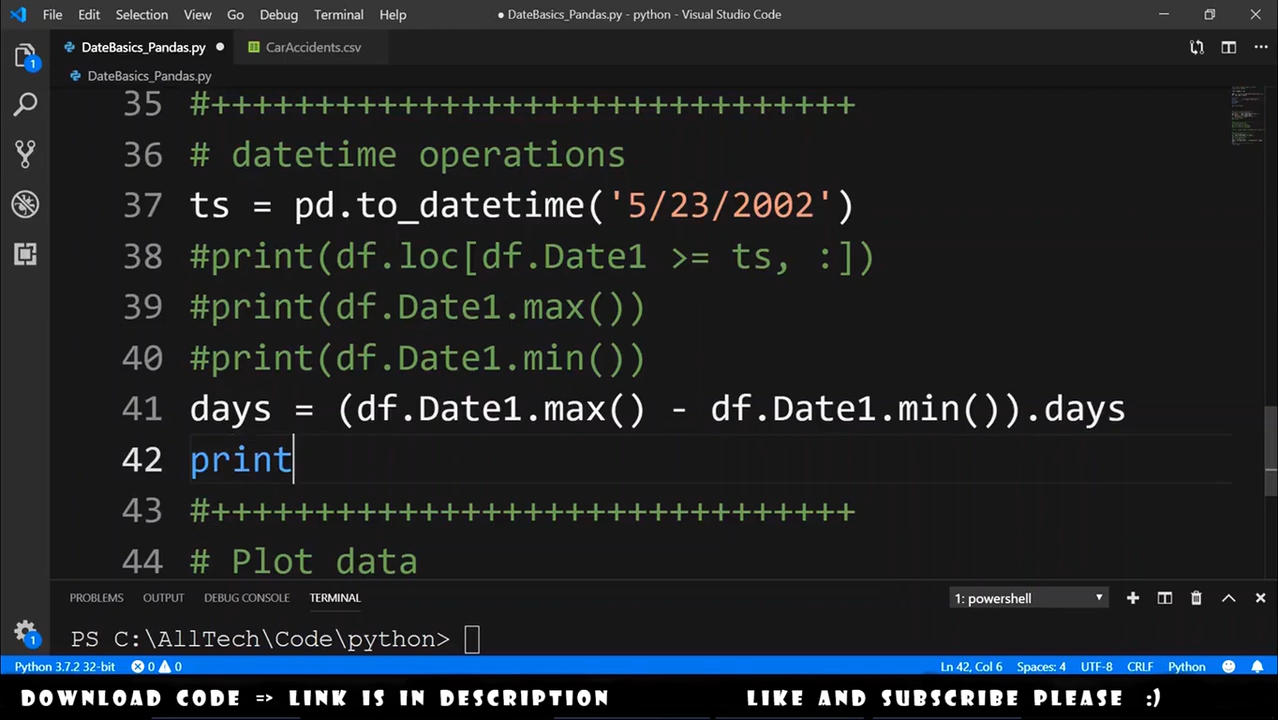 File Edit Selection View Go Debug Terminal Help ● DateBasics_Pandas.py - python - Visual Studio Code
DateBasics_Pandas.py ● CarAccidents.csv
DateBasics_Pandas.py
35 #+++++++++++++++++++++++++++++++
36 # datetime operations
37 ts = pd.to_datetime('5/23/2002')
38 #print(df.loc[df.Date1 >= ts, :])
39 #print(df.Date1.max())
40 #print(df.Date1.min())
41 days = (df.Date1.max() - df.Date1.min()).days
42 print
43 #+++++++++++++++++++++++++++++++
44 # Plot data
PROBLEMS OUTPUT DEBUG CONSOLE TERMINAL 1: powershell
PS C:\AllTech\Code\python>
Python 3.7.2 32-bit 0 0 Ln 42, Col 6 Spaces: 4 UTF-8 CRLF Python
DOWNLOAD CODE => LINK IS IN DESCRIPTION LIKE AND SUBSCRIBE PLEASE :)
1
1